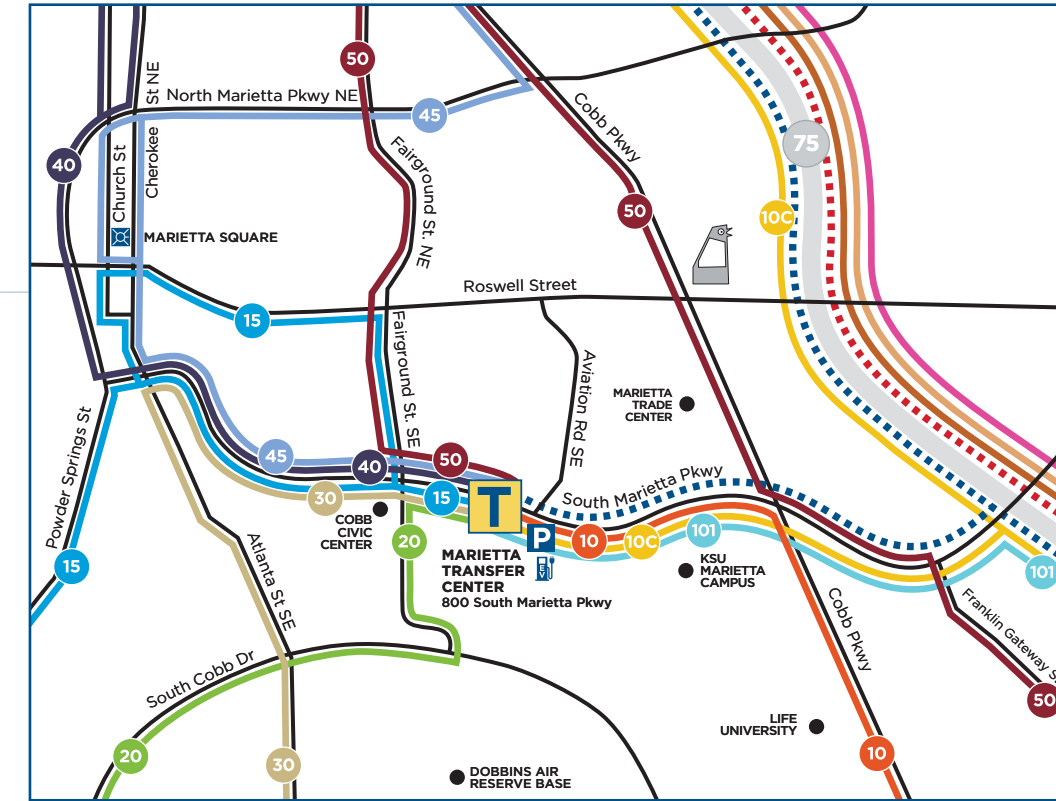 50
North Marietta Pkwy NE
45
St NE
Cherokee
Church St
40
Cobb Pkwy
75
Fairground St. NE
50
10C
MARIETTA SQUARE
Roswell Street
15
Fairground St. SE
Aviation Rd SE
MARIETTA
TRADE
CENTER
Powder Springs St
45
40
50
South Marietta Pkwy
30
15
T
COBB
CIVIC
CENTER
20
P
EV
10
10C
101
KSU
MARIETTA
CAMPUS
101
MARIETTA
TRANSFER
CENTER
800 South Marietta Pkwy
15
Atlanta St SE
Cobb Pkwy
Franklin Gateway S
50
South Cobb Dr
LIFE
UNIVERSITY
20
30
10
DOBBINS AIR
RESERVE BASE